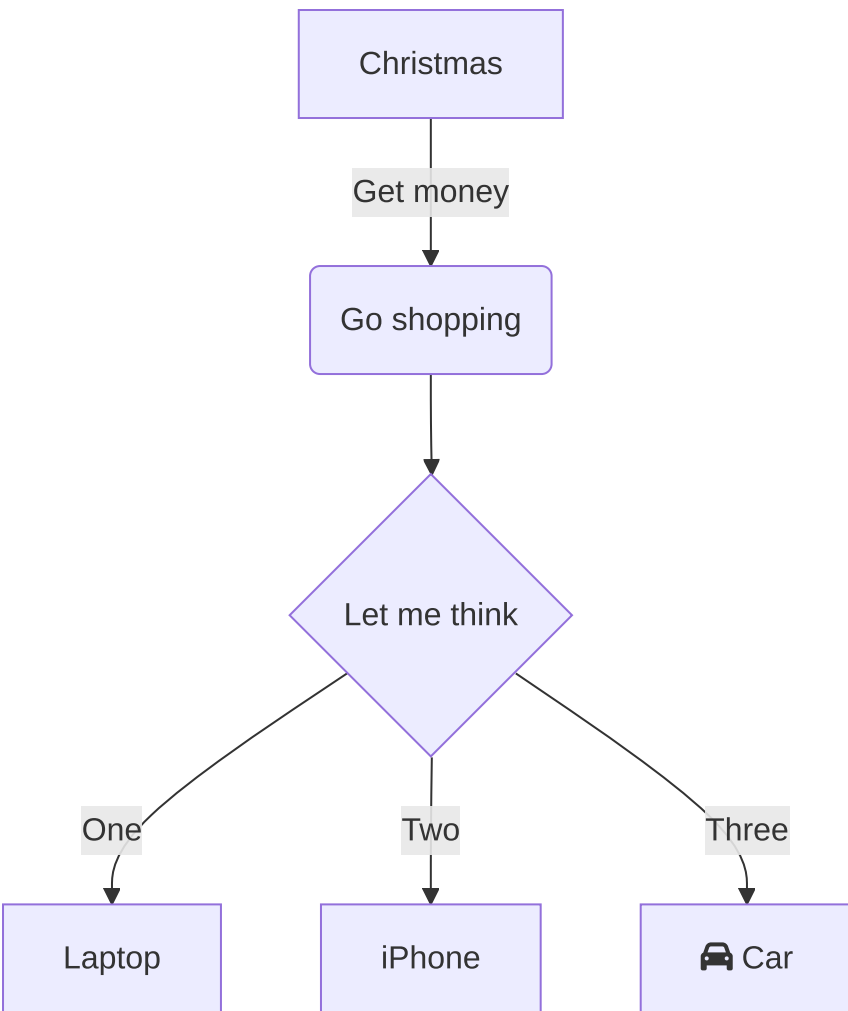 Christmas
Get money
Go shopping
Let me think
One
Two
Three
Laptop
iPhone
Car